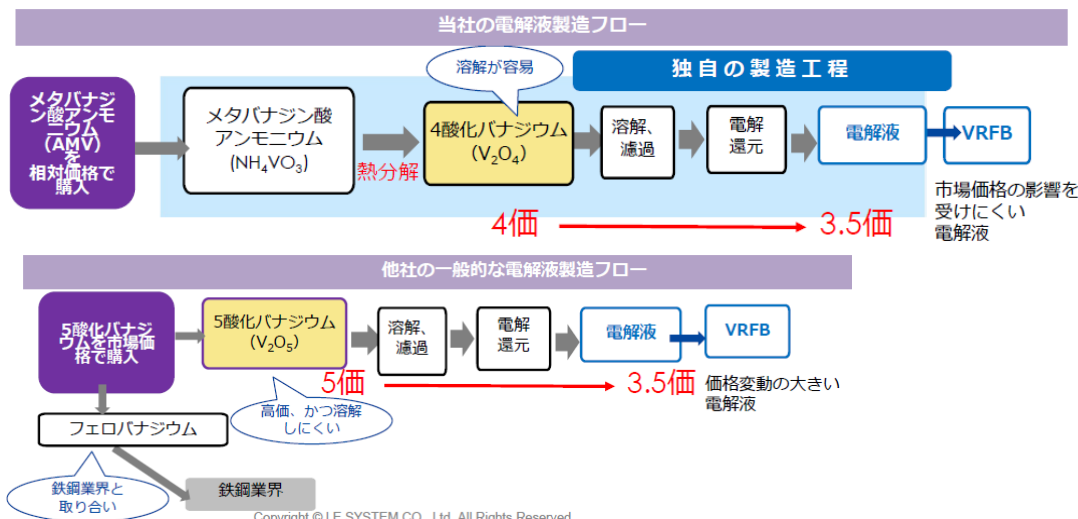 当社の電解液製造フロー
溶解が容易
独自の製造工程
メタバナジ
ン酸アンモ
ニウム
(AMV)を
相対価格で
購入
メタバナジン酸
アンモニウム
(NH₄VO₃)
熱分解
4酸化バナジウム
(V₂O₄)
溶解、
濾過
電解
還元
電解液
VRFB
4価
3.5価
市場価格の影響を
受けにくい
電解液
他社の一般的な電解液製造フロー
5酸化バナジ
ウムを市場価
格で購入
5酸化バナジウム
(V₂O₅)
溶解、
濾過
電解
還元
電解液
VRFB
5価
3.5価
価格変動の大きい
電解液
高価、かつ溶解
しにくい
フェロバナジウム
鉄鋼業界と
取り合い
鉄鋼業界
Copyright © LE SYSTEM CO., Ltd. All Rights Reserved